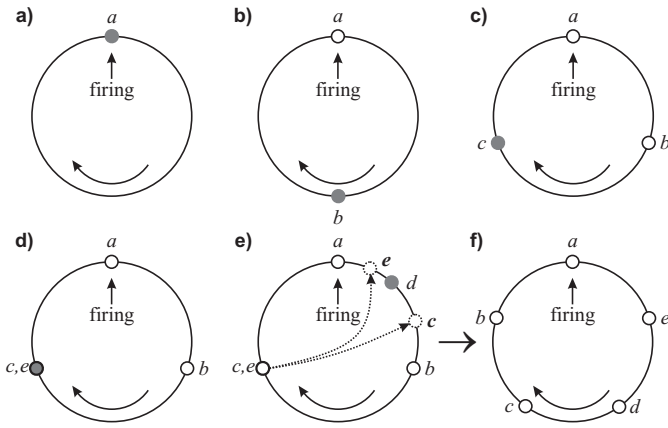 a) a firing
b) a firing b
c) a firing c b
d) a firing c,e b
e) a e d firing c c,e b
f) a firing b e c d